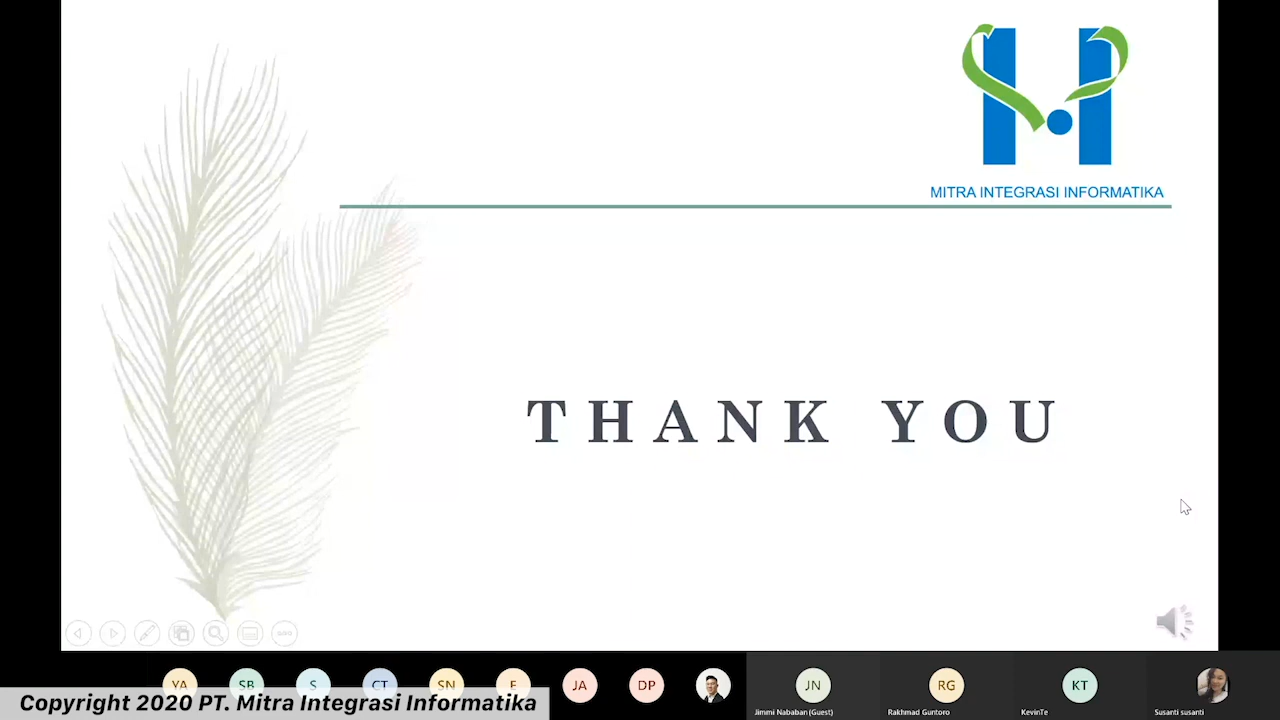 MITRA INTEGRASI INFORMATIKA
THANK YOU
YA
SB
S
CT
SN
F
JA
DP
JN
RG
KT
Jimmi Nababan (Guest)
Rakhmad Guntoro
KevinTe
Susanti susanti
Copyright 2020 PT. Mitra Integrasi Informatika